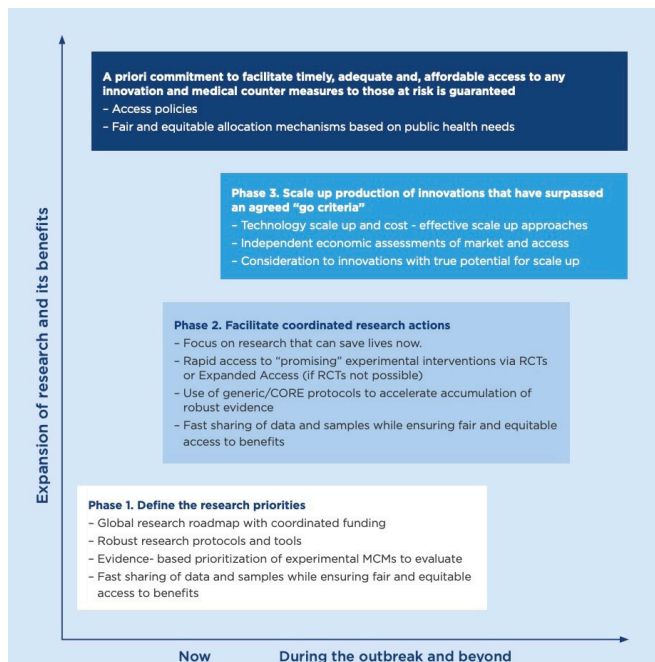 A priori commitment to facilitate timely, adequate and, affordable access to any
innovation and medical counter measures to those at risk is guaranteed
– Access policies
– Fair and equitable allocation mechanisms based on public health needs
Phase 3. Scale up production of innovations that have surpassed
an agreed “go criteria”
– Technology scale up and cost - effective scale up approaches
– Independent economic assessments of market and access
– Consideration to innovations with true potential for scale up
Phase 2. Facilitate coordinated research actions
– Focus on research that can save lives now.
– Rapid access to “promising” experimental interventions via RCTs
or Expanded Access (if RCTs not possible)
– Use of generic/CORE protocols to accelerate accumulation of
robust evidence
– Fast sharing of data and samples while ensuring fair and equitable
access to benefits
Phase 1. Define the research priorities
– Global research roadmap with coordinated funding
– Robust research protocols and tools
– Evidence- based prioritization of experimental MCMs to evaluate
– Fast sharing of data and samples while ensuring fair and equitable
access to benefits
Expansion of research and its benefits
Now
During the outbreak and beyond